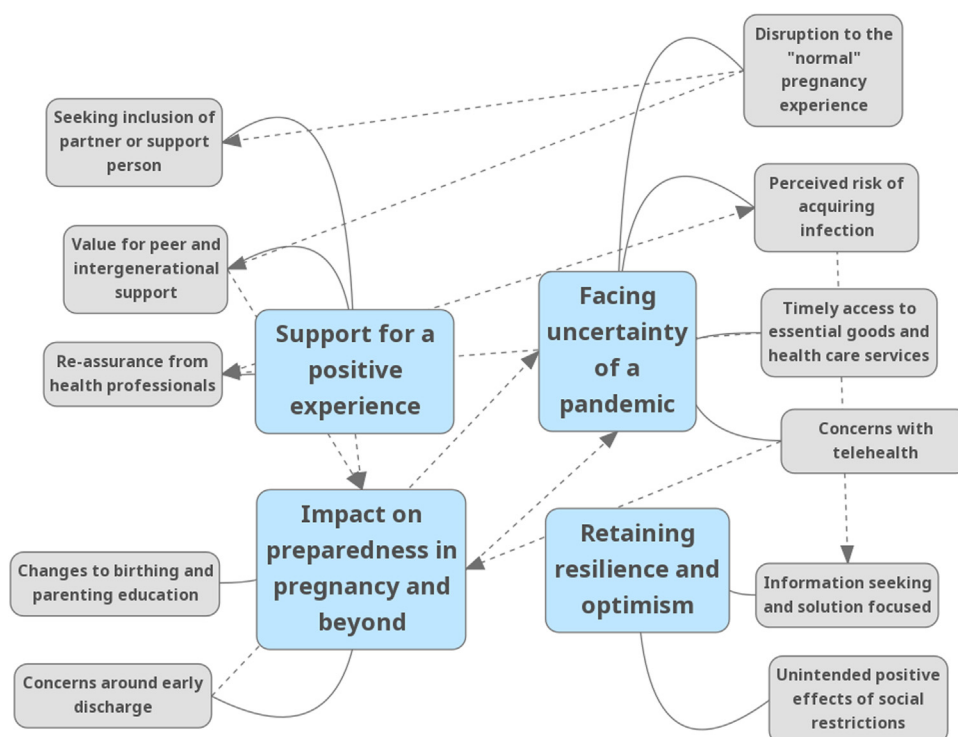 Disruption to the
"normal"
pregnancy
experience
Seeking inclusion of
partner or support
person
Perceived risk of
acquiring
infection
Value for peer and
intergenerational
support
Facing
uncertainty
of a
pandemic
Support for a
positive
experience
Timely access to
essential goods and
health care services
Re-assurance from
health professionals
Concerns with
telehealth
Impact on
preparedness in
pregnancy and
beyond
Retaining
resilience and
optimism
Changes to birthing and
parenting education
Information seeking
and solution focused
Concerns around early
discharge
Unintended positive
effects of social
restrictions